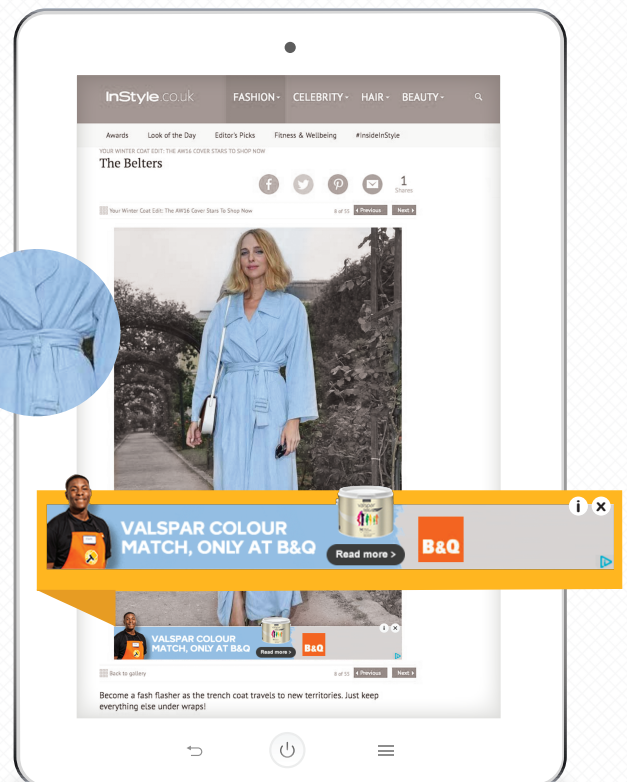 InStyle.co.uk
FASHION CELEBRITY HAIR BEAUTY
Awards Look of the Day Editor's Picks Fitness & Wellbeing #InsideInStyle
YOUR WINTER COAT EDIT: THE AW16 COVER STARS TO SHOP NOW
The Belters
1
Shares
Your Winter Coat Edit: The AW16 Cover Stars To Shop Now 8 of 35 Previous Next
VALSPAR COLOUR
MATCH, ONLY AT B&Q
valspar
Read more >
B&Q
i x
VALSPAR COLOUR
MATCH, ONLY AT B&Q
Read more >
B&Q
i x
Back to gallery 8 of 35 Previous Next
Become a fash flasher as the trench coat travels to new territories. Just keep
everything else under wraps!